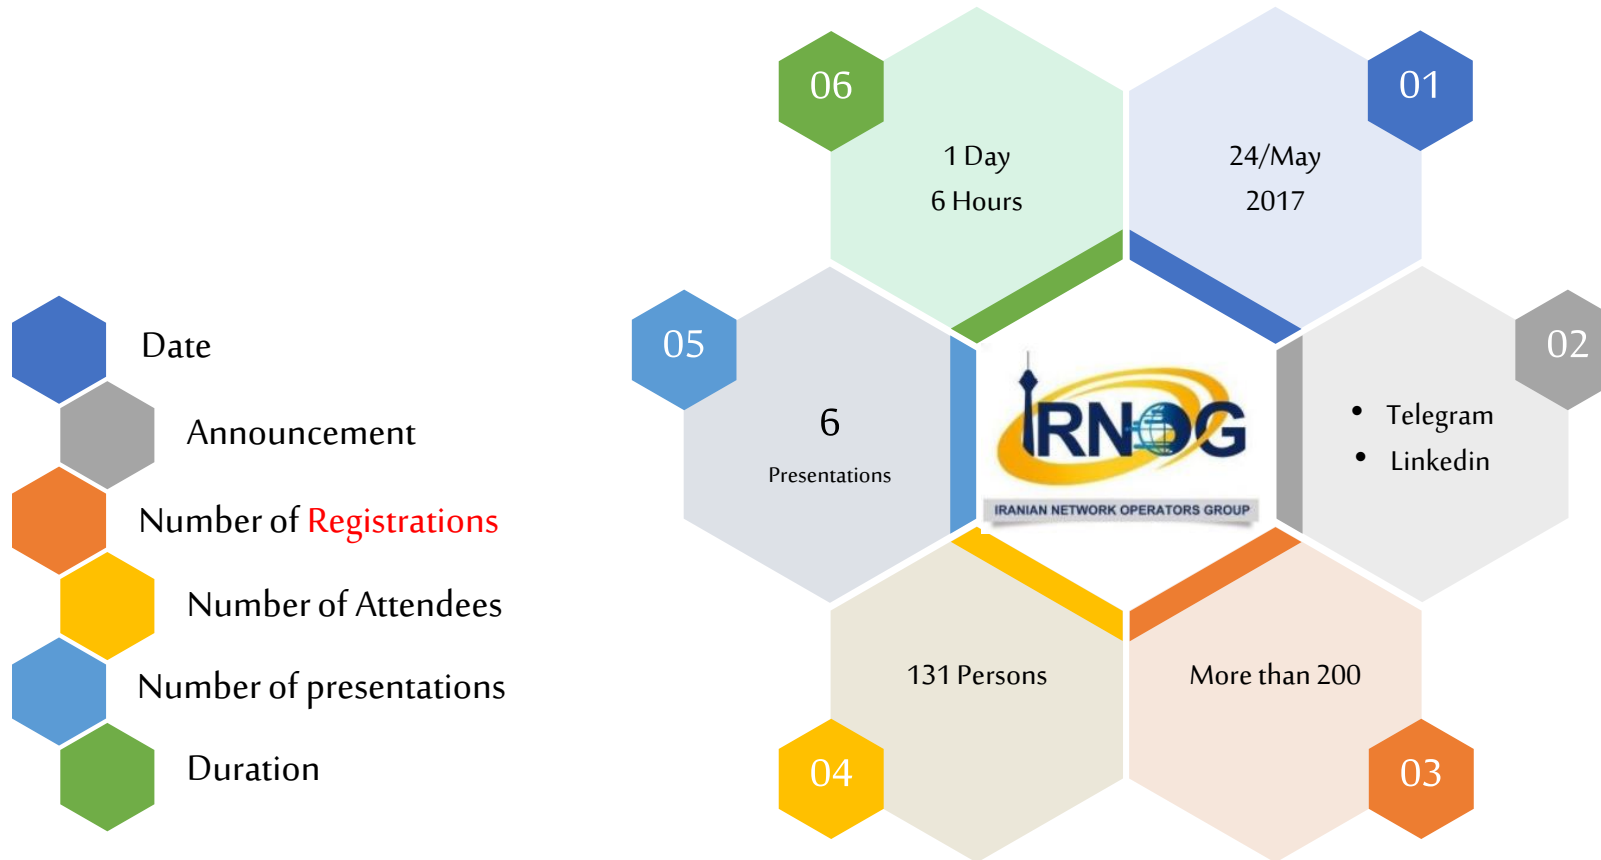 Date
Announcement
Number of Registrations
Number of Attendees
Number of presentations
Duration
06
1 Day
6 Hours
01
24/May
2017
05
6
Presentations
02
• Telegram
• Linkedin
IRNOG
IRANIAN NETWORK OPERATORS GROUP
131 Persons
04
More than 200
03